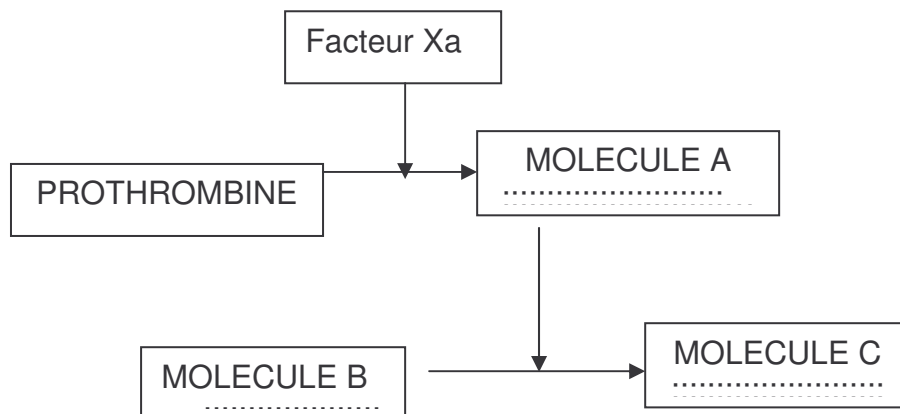 Facteur Xa
MOLECULE A
PROTHROMBINE
MOLECULE C
MOLECULE B